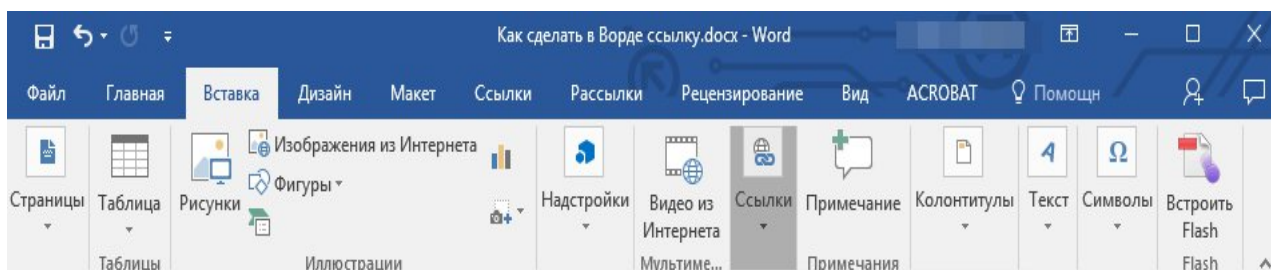 Как сделать в Ворде ссылку.docx - Word
Файл Главная Вставка Дизайн Макет Ссылки Рассылки Рецензирование Вид ACROBAT Помощн
Страницы Таблица Рисунки Изображения из Интернета Фигуры Надстройки Видео из Интернета Ссылки Примечание Колонтитулы Текст Символы Встроить Flash
Таблицы Иллюстрации Мультиме... Примечания Flash